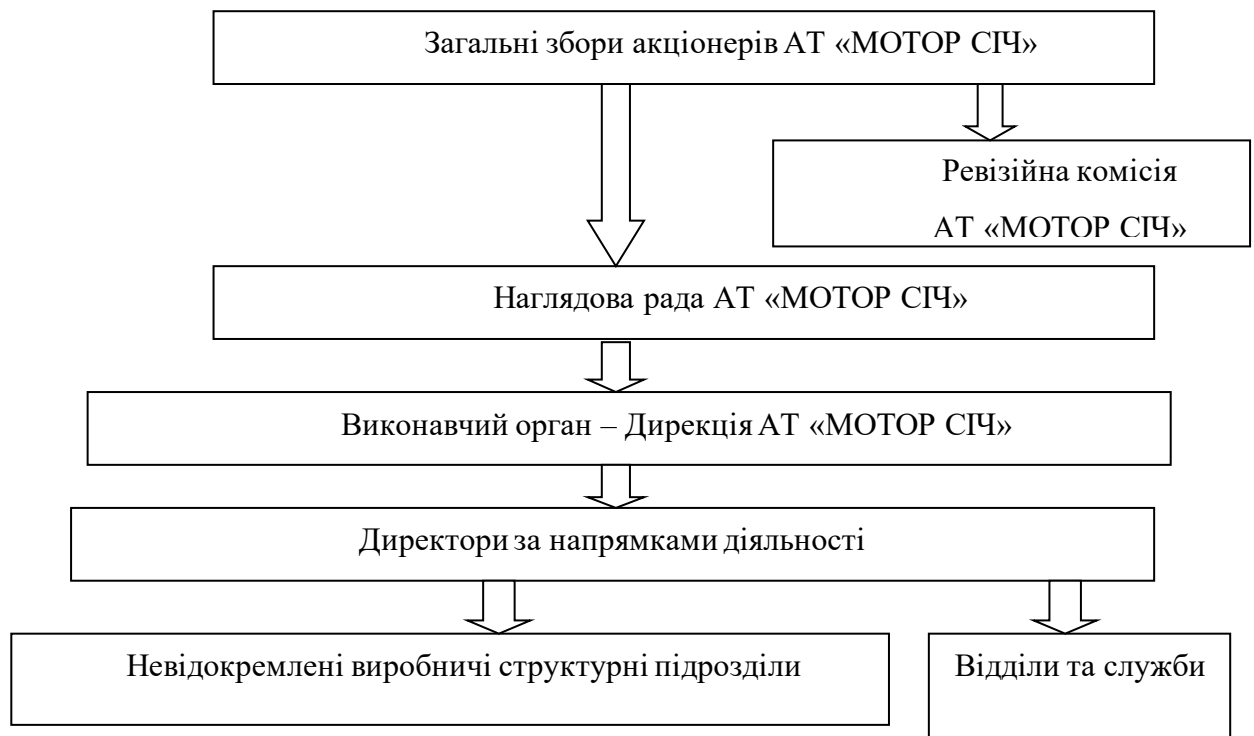 Загальні збори акціонерів АТ «МОТОР СІЧ»
Ревізійна комісія
АТ «МОТОР СІЧ»
Наглядова рада АТ «МОТОР СІЧ»
Виконавчий орган – Дирекція АТ «МОТОР СІЧ»
Директори за напрямками діяльності
Невідокремлені виробничі структурні підрозділи
Відділи та служби